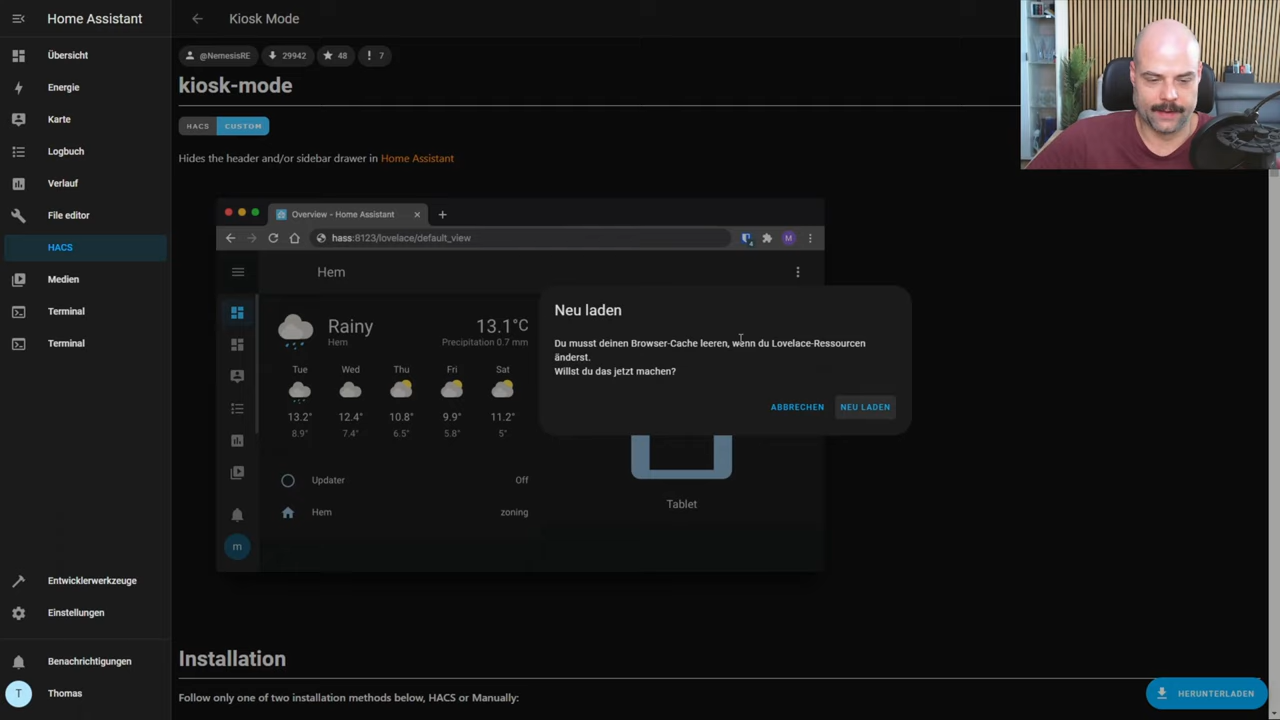 Home Assistant
Kiosk Mode
Übersicht
Energie
Karte
Logbuch
Verlauf
File editor
HACS
Medien
Terminal
Terminal
Entwicklerwerkzeuge
Einstellungen
Benachrichtigungen
T
Thomas
@NemesisRE
29942
48
7
kiosk-mode
HACS CUSTOM
Hides the header and/or sidebar drawer in Home Assistant
Overview - Home Assistant
hass:8123/lovelace/default_view
M
Hem
Rainy
Hem
13.1°C
Precipitation 0.7 mm
Tue Wed Thu Fri Sat
13.2° 12.4° 10.8° 9.9° 11.2°
8.9° 7.4° 6.5° 5.8° 5°
Updater Off
Hem zoning
m
Tablet
Neu laden
Du musst deinen Browser-Cache leeren, wenn du Lovelace-Ressourcen
änderst.
Willst du das jetzt machen?
ABBRECHEN NEU LADEN
Installation
Follow only one of two installation methods below, HACS or Manually:
HERUNTERLADEN